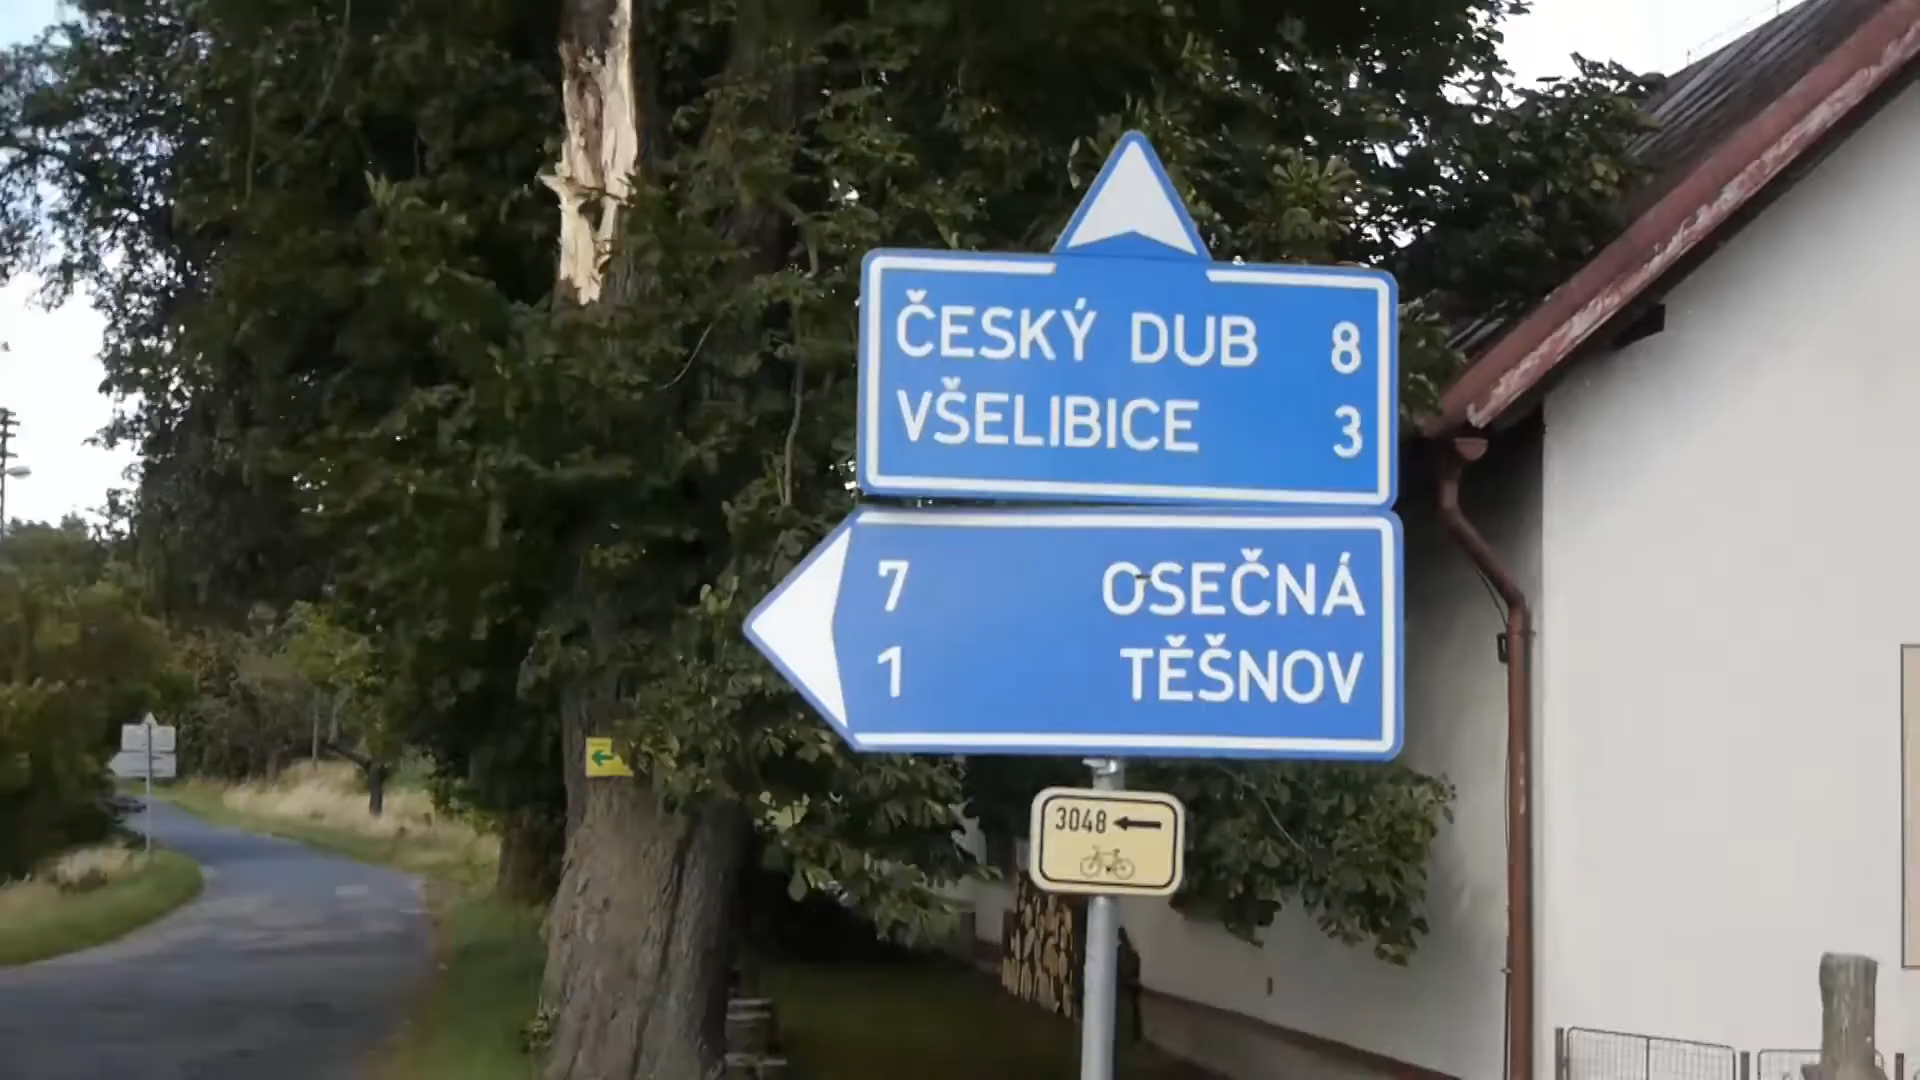 ČESKÝ DUB 8
VŠELIBICE 3
7 OSEČNÁ
1 TĚŠNOV
3048